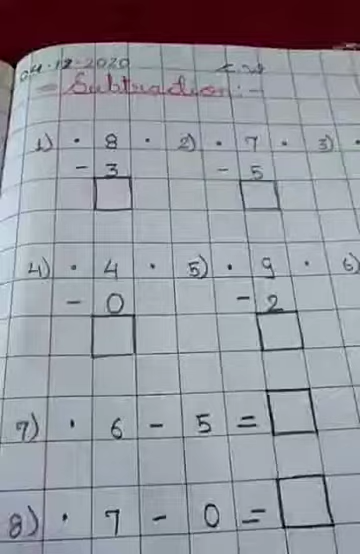 04.12.2020 C.W
= Subtraction :-
1) · 8 · 2) · 7 · 3) ·
- 3 - 5
4) · 4 · 5) · 9 · 6)
- 0 - 2
7) · 6 - 5 =
8) · 7 - 0 =